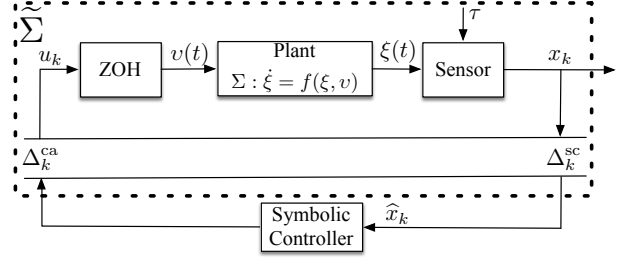 Σ̃
τ
u_k
ZOH
υ(t)
Plant
Σ : ξ̇ = f(ξ, υ)
ξ(t)
Sensor
x_k
Δ_k^ca
Δ_k^sc
Symbolic
Controller
x̂_k